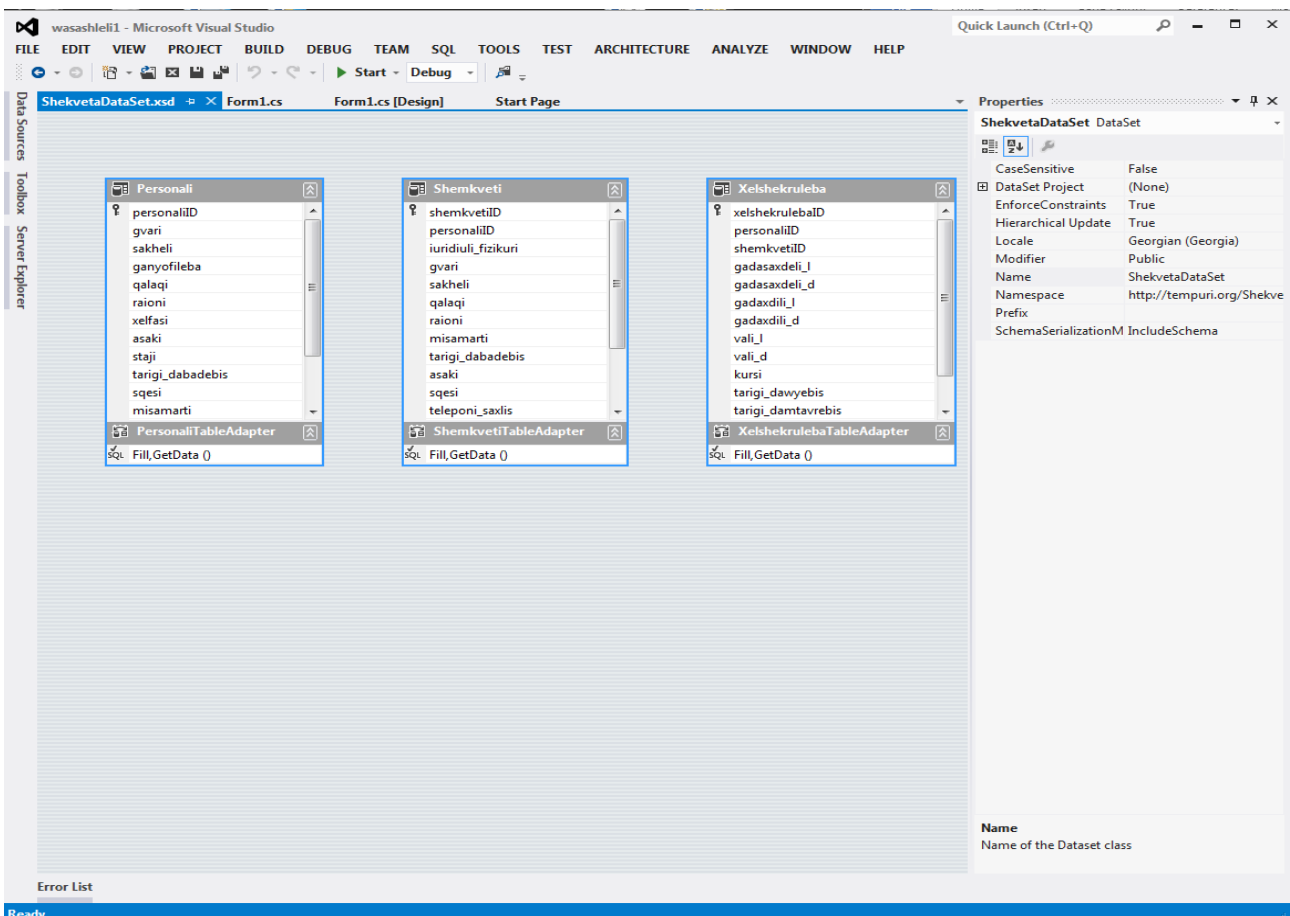 wasashleli1 - Microsoft Visual Studio
Quick Launch (Ctrl+Q)
FILE EDIT VIEW PROJECT BUILD DEBUG TEAM SQL TOOLS TEST ARCHITECTURE ANALYZE WINDOW HELP
Start Debug
Data Sources
Toolbox
Server Explorer
ShekvetaDataSet.xsd Form1.cs Form1.cs [Design] Start Page
Personali
personaliID
gvari
sakheli
ganyofileba
qalaqi
raioni
xelfasi
asaki
staji
tarigi_dabadebis
sqesi
misamarti
PersonaliTableAdapter
SQL Fill,GetData ()
Shemkveti
shemkvetiID
personaliID
iuridiuli_fizikuri
gvari
sakheli
qalaqi
raioni
misamarti
tarigi_dabadebis
asaki
sqesi
teleponi_saxlis
ShemkvetiTableAdapter
SQL Fill,GetData ()
Xelshekruleba
xelshekrulebaID
personaliID
shemkvetiID
gadasaxdeli_l
gadasaxdeli_d
gadaxdili_l
gadaxdili_d
vali_l
vali_d
kursi
tarigi_dawyebis
tarigi_damtavrebis
XelshekrulebaTableAdapter
SQL Fill,GetData ()
Properties
ShekvetaDataSet DataSet
CaseSensitive False
DataSet Project (None)
EnforceConstraints True
Hierarchical Update True
Locale Georgian (Georgia)
Modifier Public
Name ShekvetaDataSet
Namespace http://tempuri.org/Shekve
Prefix
SchemaSerializationM IncludeSchema
Name
Name of the Dataset class
Error List
Ready